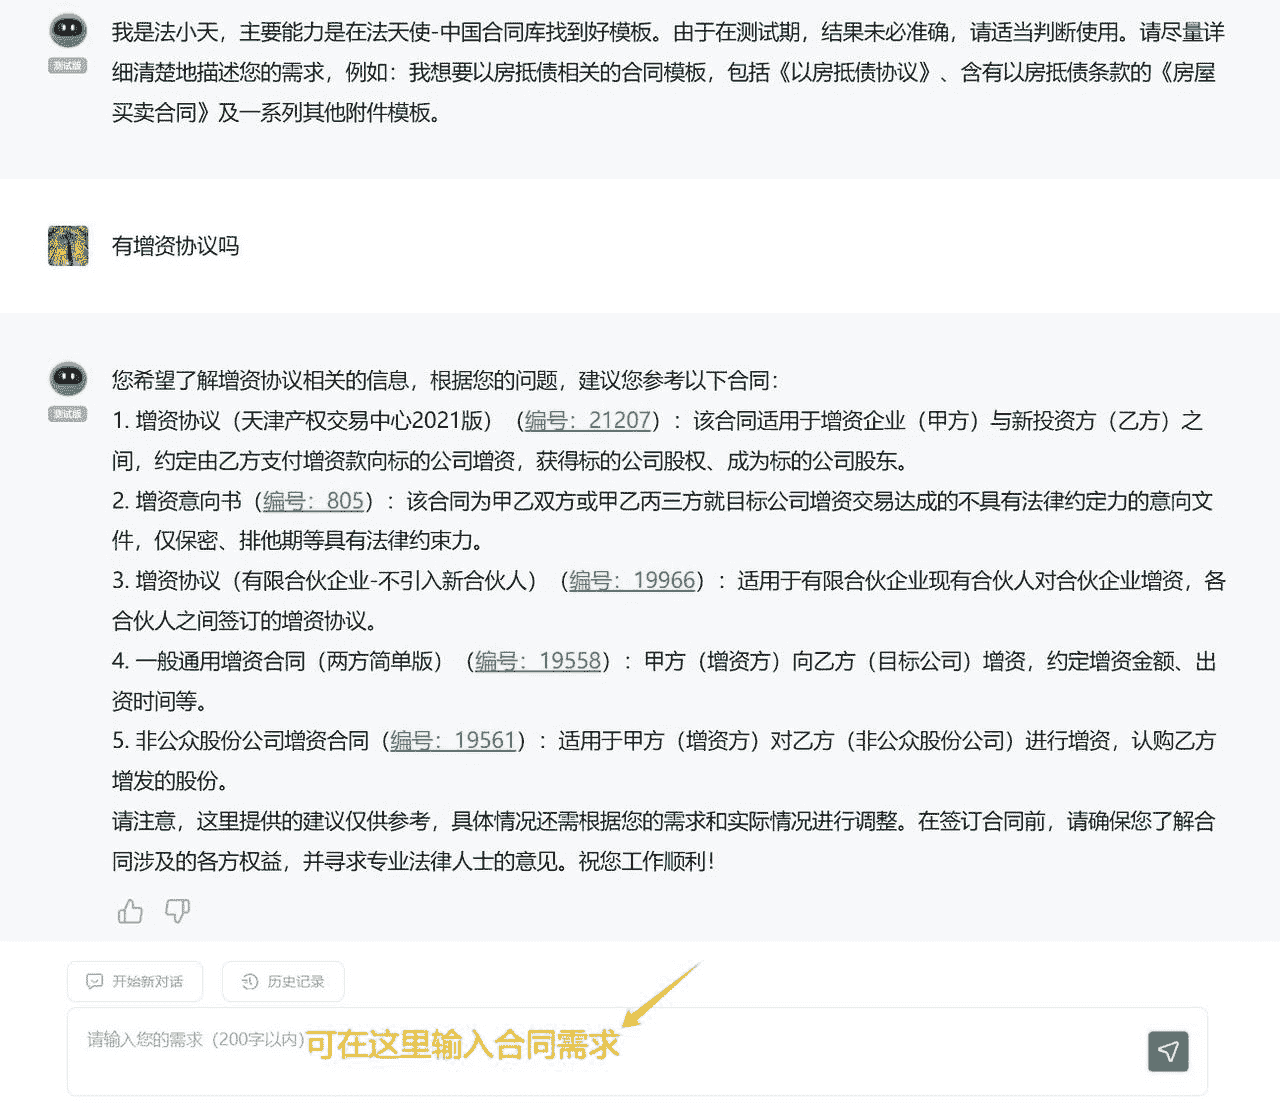 我是法小天，主要能力是在法天使-中国合同库找到好模板。由于在测试期，结果未必准确，请适当判断使用。请尽量详
测试版
细清楚地描述您的需求，例如：我想要以房抵债相关的合同模板，包括《以房抵债协议》、含有以房抵债条款的《房屋
买卖合同》及一系列其他附件模板。
有增资协议吗
您希望了解增资协议相关的信息，根据您的问题，建议您参考以下合同：
测试版
1. 增资协议（天津产权交易中心2021版）（编号：21207）：该合同适用于增资企业（甲方）与新投资方（乙方）之
间，约定由乙方支付增资款向标的公司增资，获得标的公司股权、成为标的公司股东。
2. 增资意向书（编号：805）：该合同为甲乙双方或甲乙丙三方就目标公司增资交易达成的不具有法律约定力的意向文
件，仅保密、排他期等具有法律约束力。
3. 增资协议（有限合伙企业-不引入新合伙人）（编号：19966）：适用于有限合伙企业现有合伙人对合伙企业增资，各
合伙人之间签订的增资协议。
4. 一般通用增资合同（两方简单版）（编号：19558）：甲方（增资方）向乙方（目标公司）增资，约定增资金额、出
资时间等。
5. 非公众股份公司增资合同（编号：19561）：适用于甲方（增资方）对乙方（非公众股份公司）进行增资，认购乙方
增发的股份。
请注意，这里提供的建议仅供参考，具体情况还需根据您的需求和实际情况进行调整。在签订合同前，请确保您了解合
同涉及的各方权益，并寻求专业法律人士的意见。祝您工作顺利！
开始新对话 历史记录
请输入您的需求（200字以内）可在这里输入合同需求